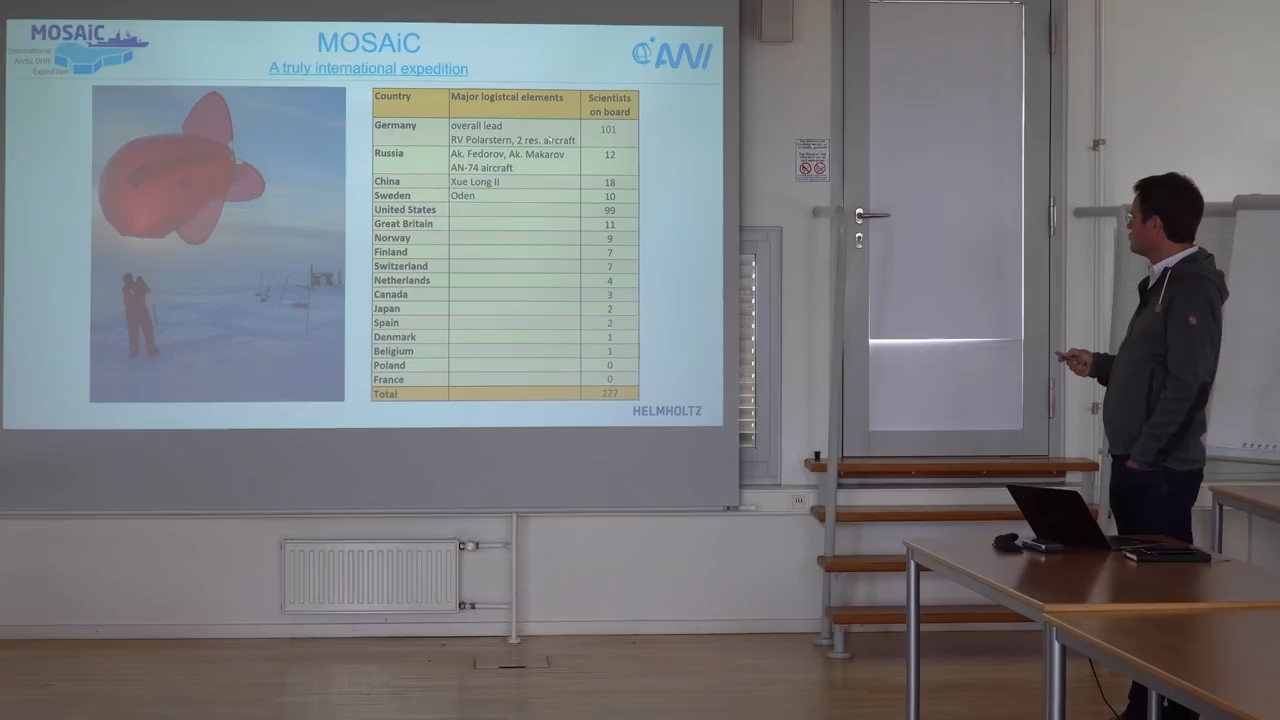 MOSAiC
International
Arctic Drift
Expedition
MOSAiC
A truly international expedition
AWI
Country Major logistcal elements Scientists on board
Germany overall lead RV Polarstern, 2 res. aircraft 101
Russia Ak. Fedorov, Ak. Makarov AN-74 aircraft 12
China Xue Long II 18
Sweden Oden 10
United States 99
Great Britain 11
Norway 9
Finland 7
Switzerland 7
Netherlands 4
Canada 3
Japan 2
Spain 2
Denmark 1
Beligium 1
Poland 0
France 0
Total 277
HELMHOLTZ